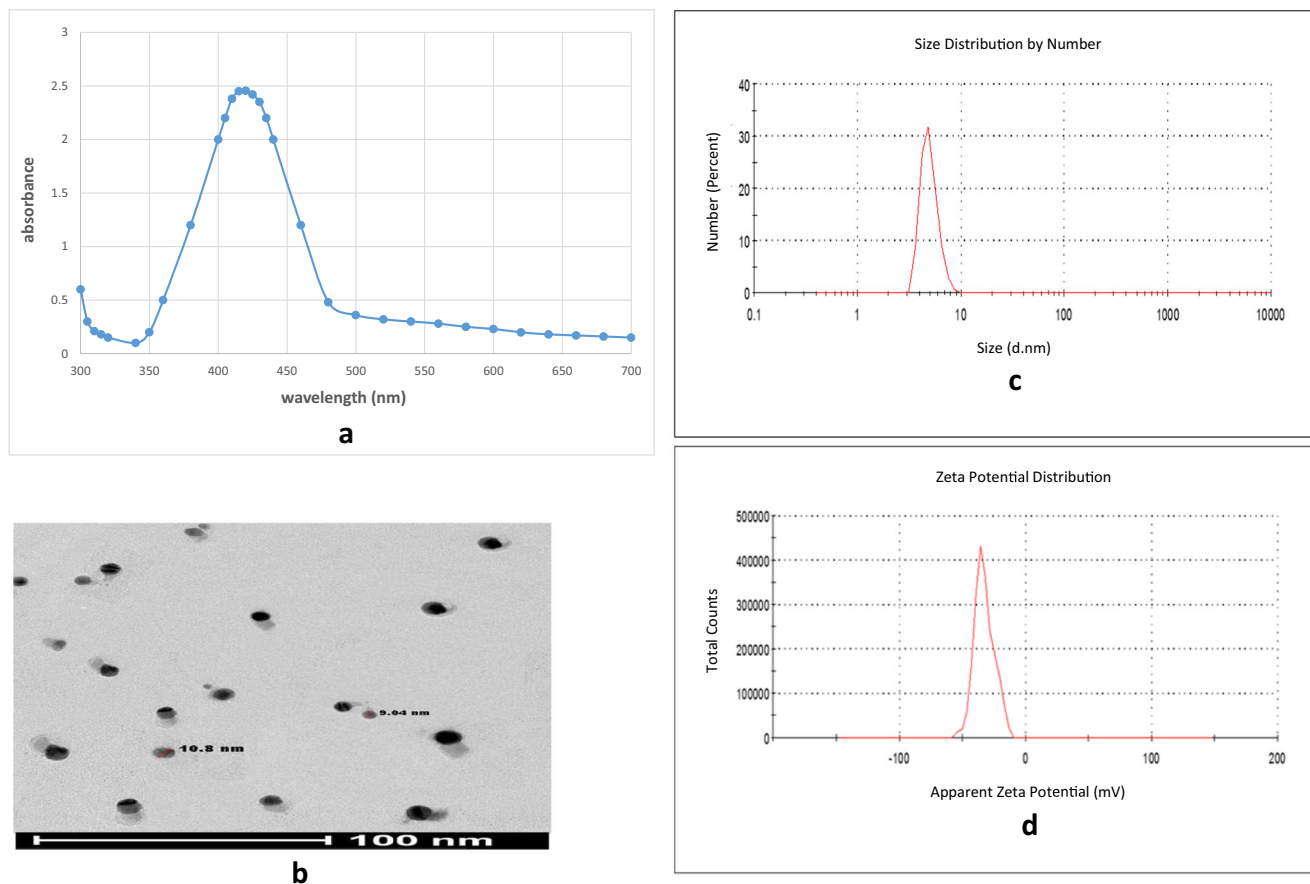 3
2.5
2
1.5
1
0.5
0
absorbance
300 350 400 450 500 550 600 650 700
wavelength (nm)
a
9.04 nm
10.8 nm
100 nm
b
Size Distribution by Number
40
30
20
10
0
Number (Percent)
0.1 1 10 100 1000 10000
Size (d.nm)
c
Zeta Potential Distribution
500000
400000
300000
200000
100000
0
Total Counts
-100 0 100 200
Apparent Zeta Potential (mV)
d